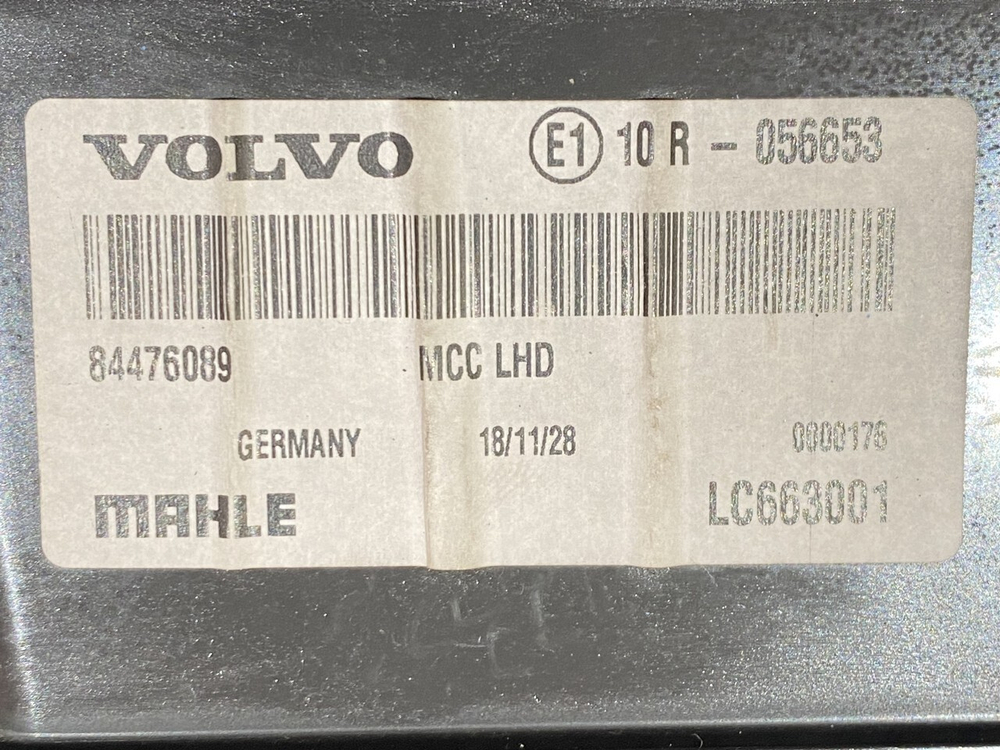 VOLVO E1 10 R - 056653
84476089 MCC LHD
GERMANY 18/11/28 0000176
MAHLE LC663001